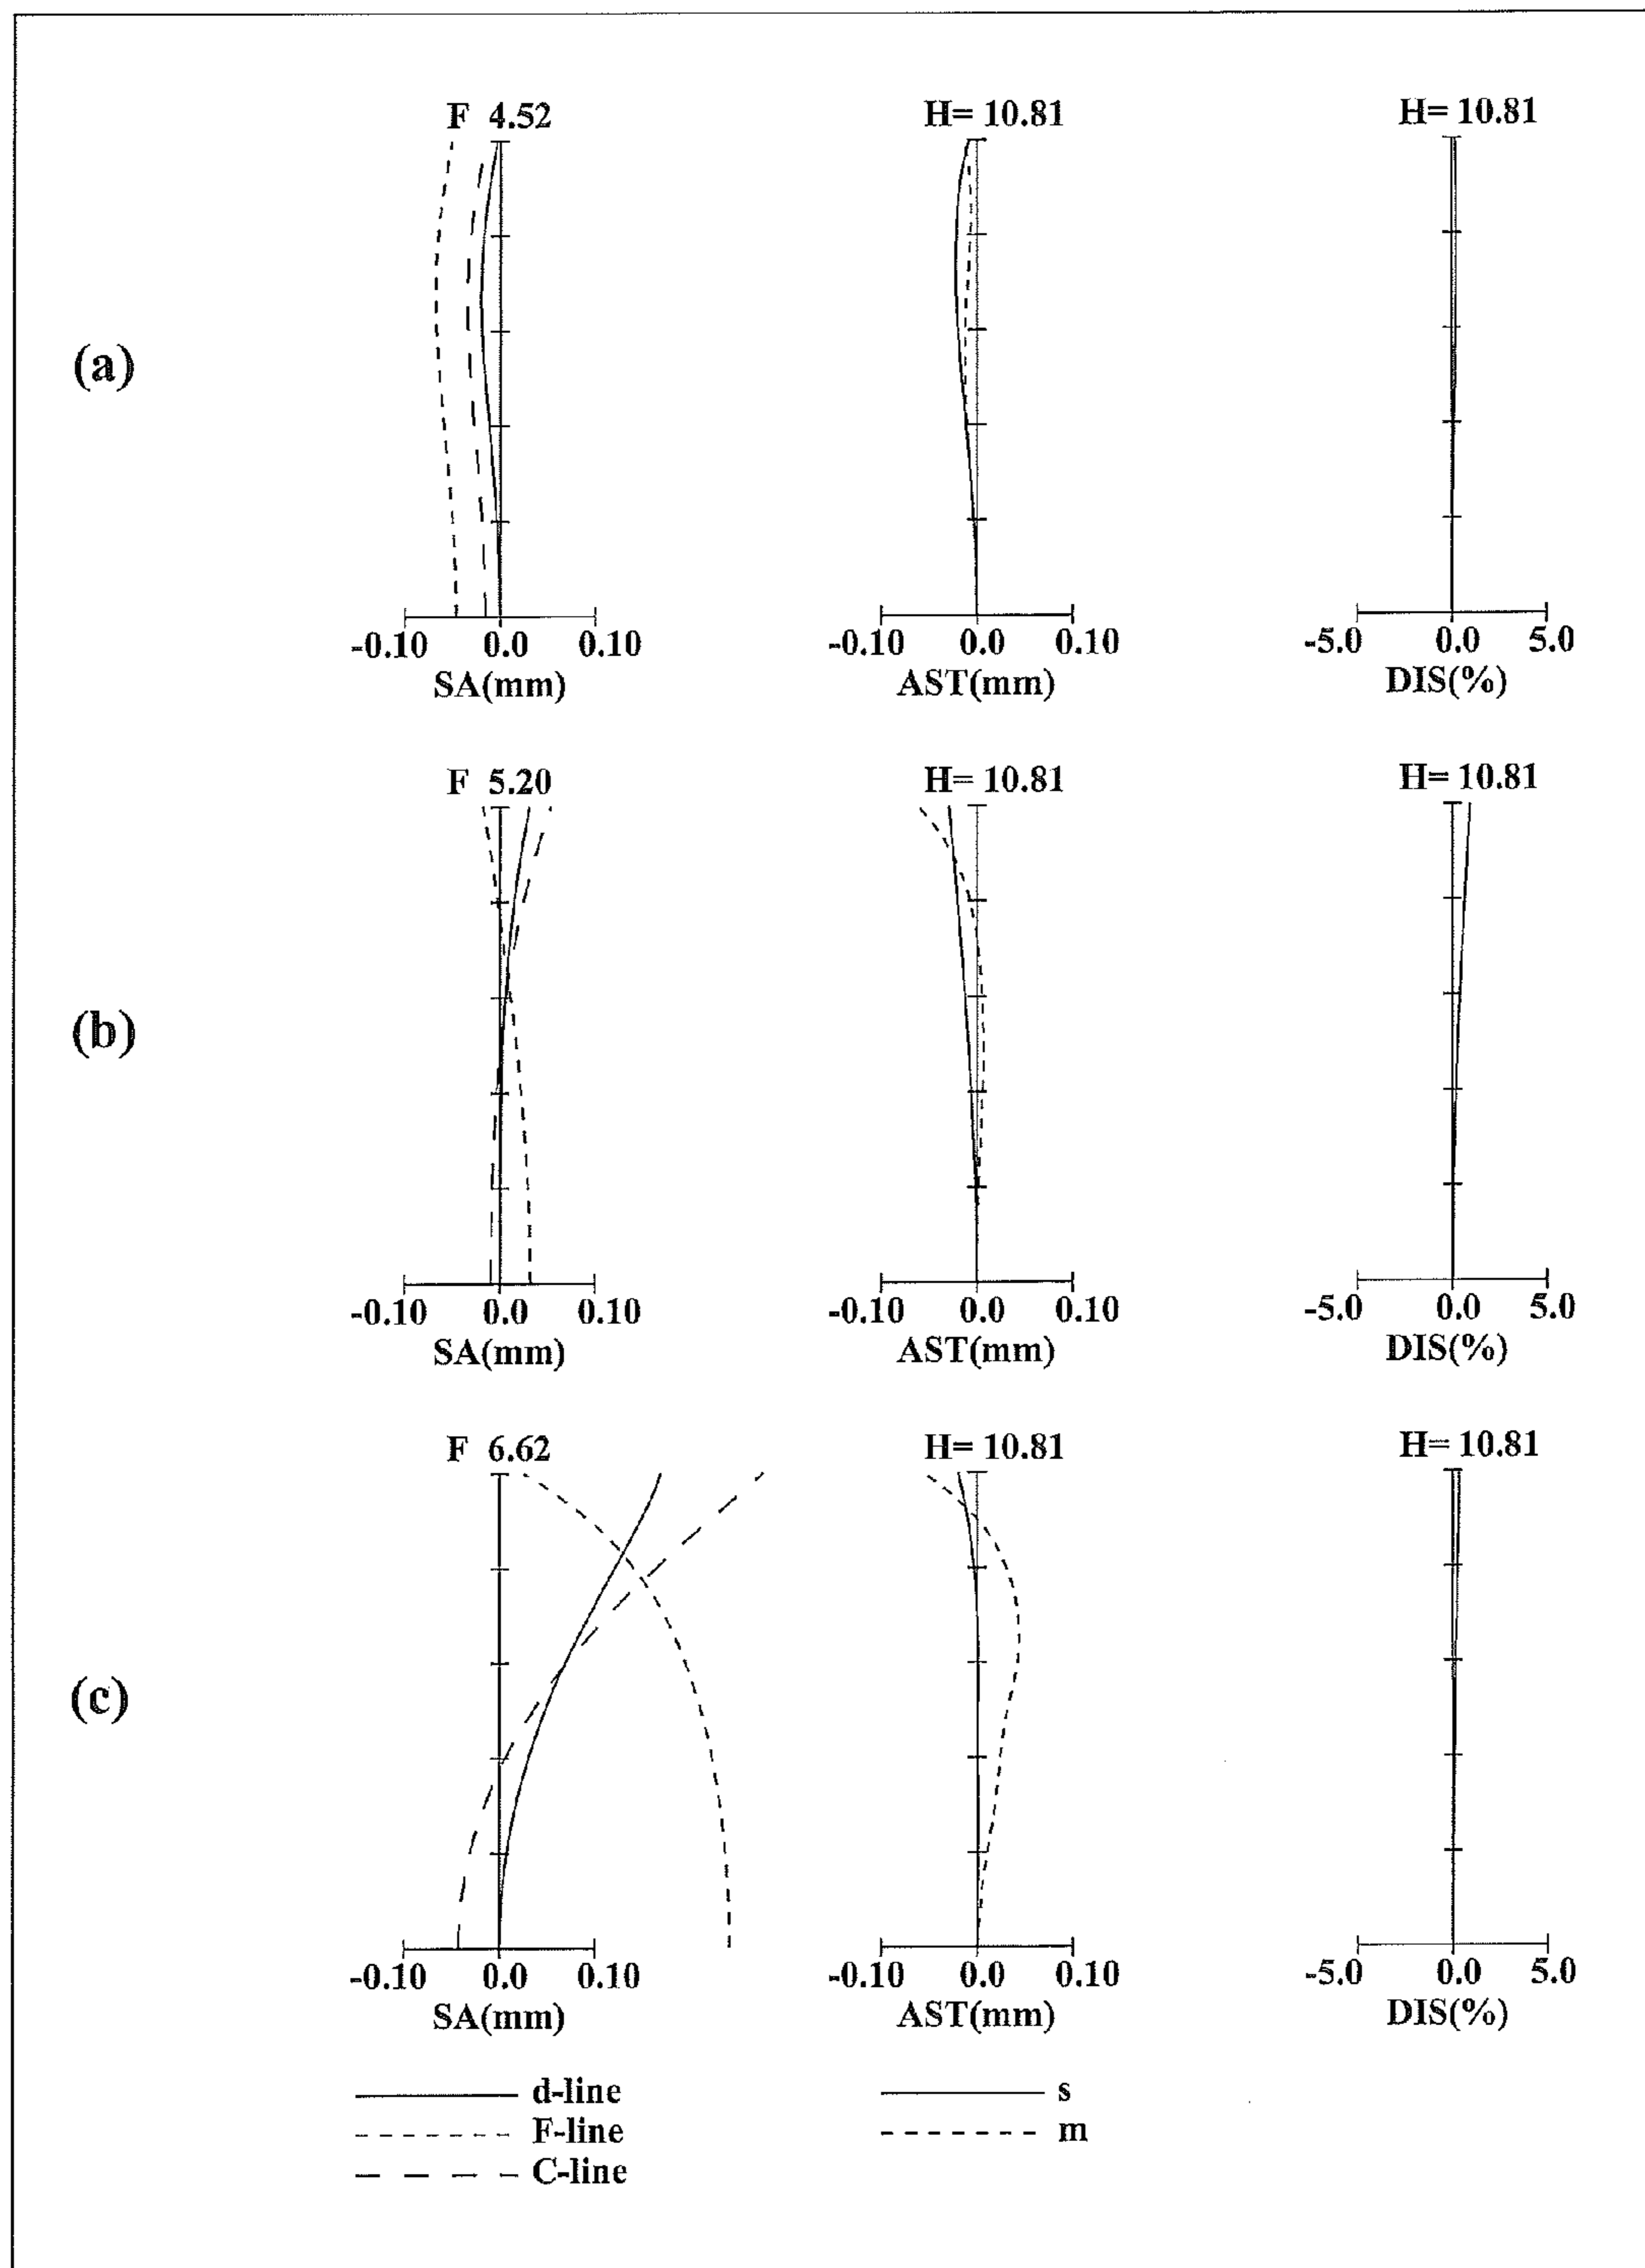 F 4.52 H= 10.81 H= 10.81
(a)
-0.10 0.0 0.10 -0.10 0.0 0.10 -5.0 0.0 5.0
SA(mm) AST(mm) DIS(%)
F 5.20 H= 10.81 H= 10.81
(b)
-0.10 0.0 0.10 -0.10 0.0 0.10 -5.0 0.0 5.0
SA(mm) AST(mm) DIS(%)
F 6.62 H= 10.81 H= 10.81
(c)
-0.10 0.0 0.10 -0.10 0.0 0.10 -5.0 0.0 5.0
SA(mm) AST(mm) DIS(%)
d-line s
F-line m
C-line